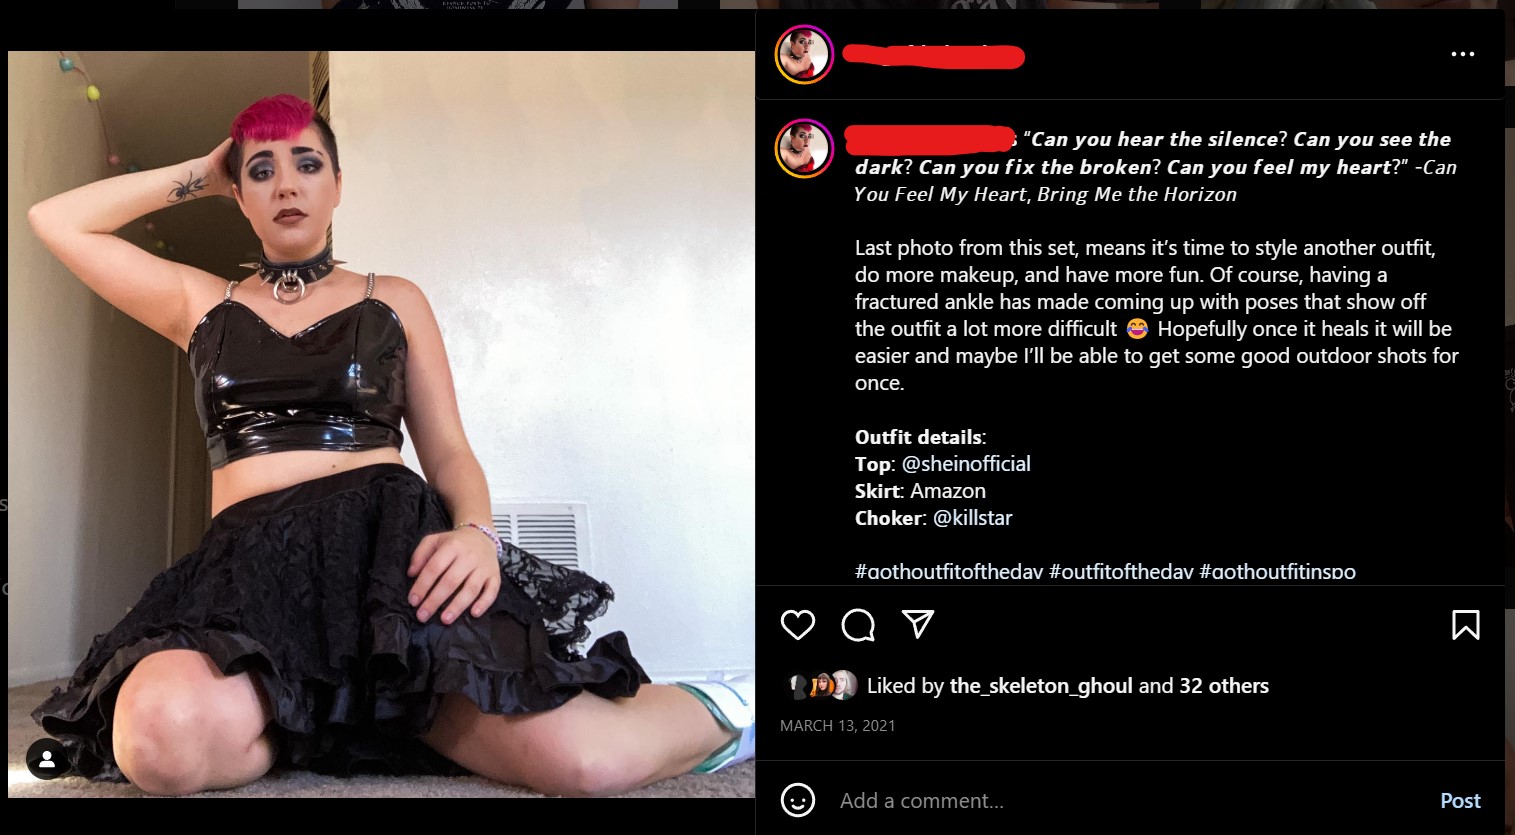 "Can you hear the silence? Can you see the
dark? Can you fix the broken? Can you feel my heart?" -Can
You Feel My Heart, Bring Me the Horizon
Last photo from this set, means it’s time to style another outfit,
do more makeup, and have more fun. Of course, having a
fractured ankle has made coming up with poses that show off
the outfit a lot more difficult 😂 Hopefully once it heals it will be
easier and maybe I’ll be able to get some good outdoor shots for
once.
Outfit details:
Top: @sheinofficial
Skirt: Amazon
Choker: @killstar
#gothoutfitoftheday #outfitoftheday #gothoutfitinspo
Liked by the_skeleton_ghoul and 32 others
MARCH 13, 2021
Add a comment...
Post